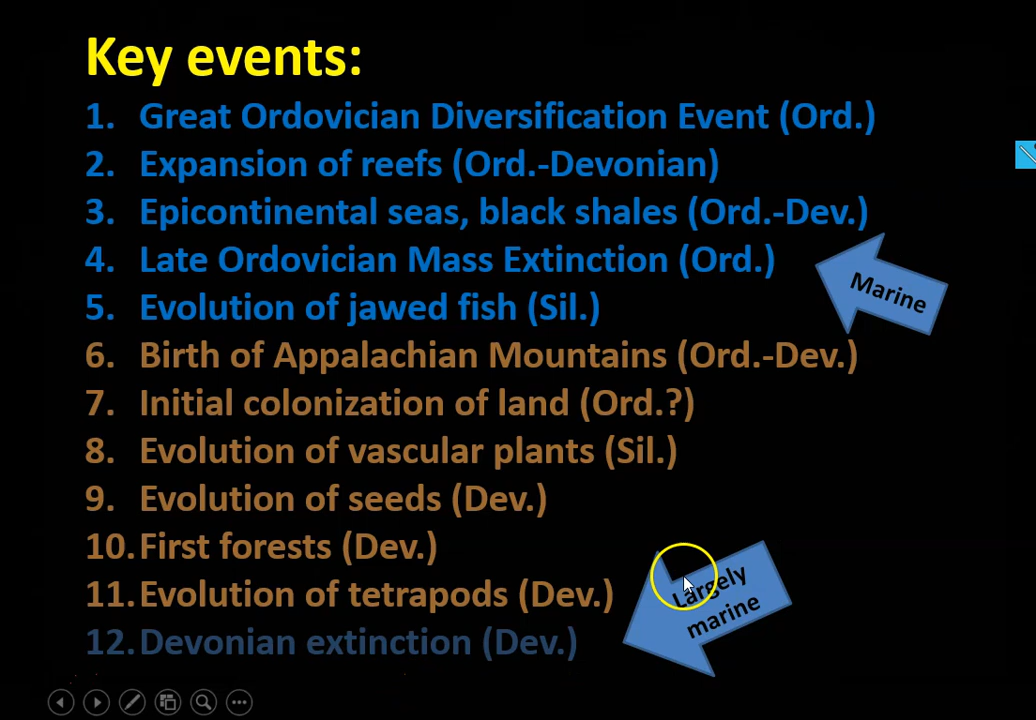 Key events:
1. Great Ordovician Diversification Event (Ord.)
2. Expansion of reefs (Ord.-Devonian)
3. Epicontinental seas, black shales (Ord.-Dev.)
4. Late Ordovician Mass Extinction (Ord.)
Marine
5. Evolution of jawed fish (Sil.)
6. Birth of Appalachian Mountains (Ord.-Dev.)
7. Initial colonization of land (Ord.?)
8. Evolution of vascular plants (Sil.)
9. Evolution of seeds (Dev.)
10. First forests (Dev.)
11. Evolution of tetrapods (Dev.)
Largely
marine
12. Devonian extinction (Dev.)